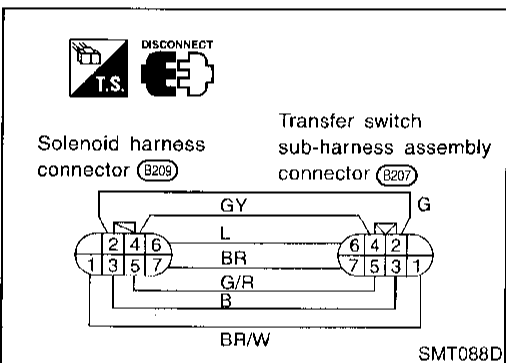 DISCONNECT
T.S.
Solenoid harness
connector B209
Transfer switch
sub-harness assembly
connector B207
G
GY
L
BR
G/R
B
BR/W
2 4 6
1 3 5 7
6 4 2
7 5 3 1
SMT088D